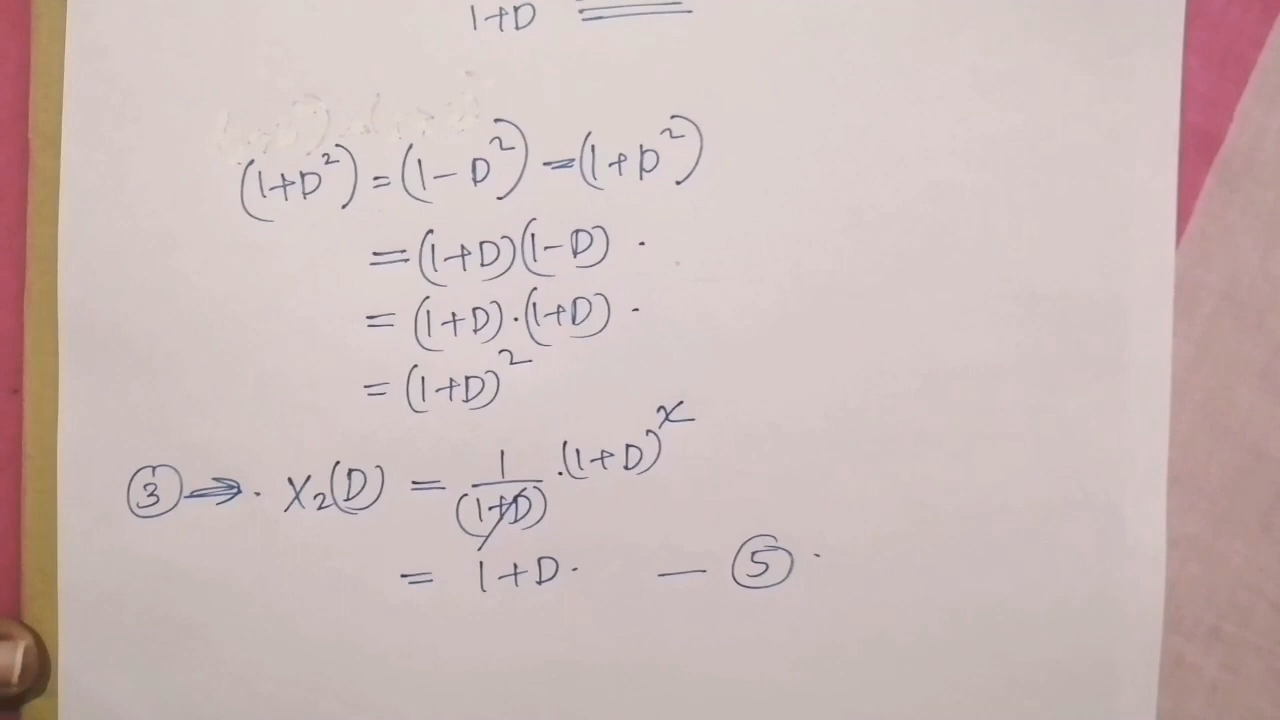 1+D
(1+D²) = (1-D²) = (1+D²)
= (1+D)(1-D) .
= (1+D).(1+D) .
= (1+D)²
③ ⇒. X₂(D) = 1/(1+D) .(1+D)²
= 1+D. — ⑤ .